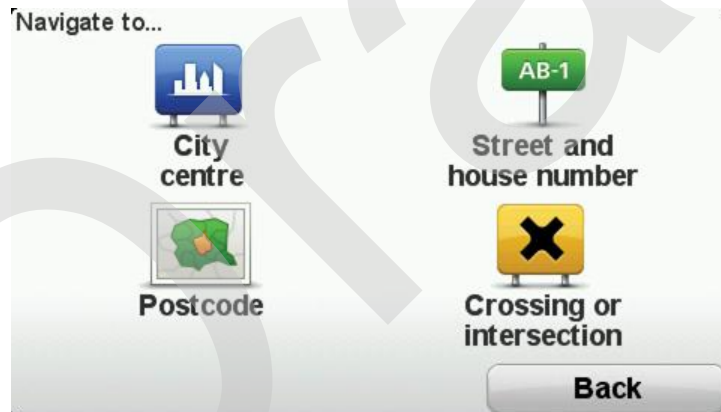 Navigate to...
AB-1
City
centre
Street and
house number
Postcode
Crossing or
intersection
Back